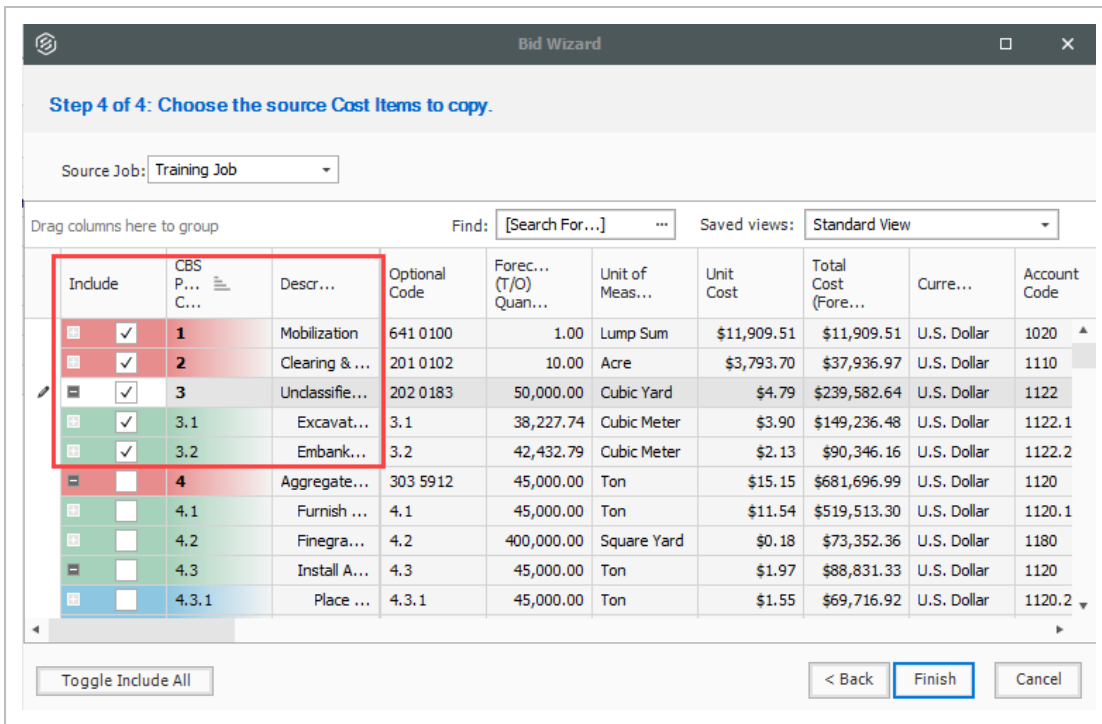 Bid Wizard
Step 4 of 4: Choose the source Cost Items to copy.
Source Job: Training Job
Drag columns here to group Find: [Search For...] ... Saved views: Standard View
Include CBS P... C... Descr... Optional Code Forec... (T/O) Quan... Unit of Meas... Unit Cost Total Cost (Fore... Curre... Account Code
1 Mobilization 641 0100 1.00 Lump Sum $11,909.51 $11,909.51 U.S. Dollar 1020
2 Clearing & ... 201 0102 10.00 Acre $3,793.70 $37,936.97 U.S. Dollar 1110
3 Unclassifie... 202 0183 50,000.00 Cubic Yard $4.79 $239,582.64 U.S. Dollar 1122
3.1 Excavat... 3.1 38,227.74 Cubic Meter $3.90 $149,236.48 U.S. Dollar 1122.1
3.2 Embank... 3.2 42,432.79 Cubic Meter $2.13 $90,346.16 U.S. Dollar 1122.2
4 Aggregate... 303 5912 45,000.00 Ton $15.15 $681,696.99 U.S. Dollar 1120
4.1 Furnish ... 4.1 45,000.00 Ton $11.54 $519,513.30 U.S. Dollar 1120.1
4.2 Finegra... 4.2 400,000.00 Square Yard $0.18 $73,352.36 U.S. Dollar 1180
4.3 Install A... 4.3 45,000.00 Ton $1.97 $88,831.33 U.S. Dollar 1120
4.3.1 Place ... 4.3.1 45,000.00 Ton $1.55 $69,716.92 U.S. Dollar 1120.2
Toggle Include All < Back Finish Cancel